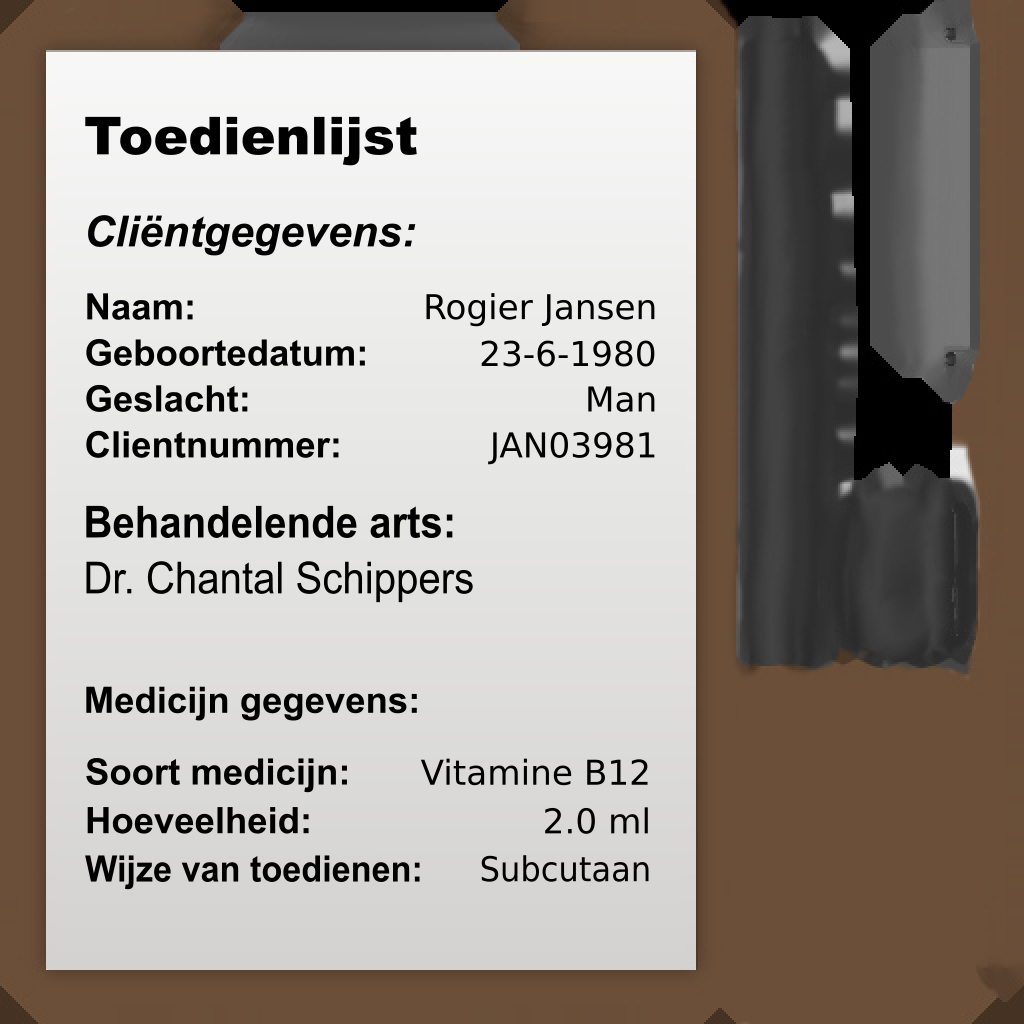 Toedienlijst
Cliëntgegevens:
Naam: Rogier Jansen
Geboortedatum: 23-6-1980
Geslacht: Man
Clientnummer: JAN03981
Behandelende arts:
Dr. Chantal Schippers
Medicijn gegevens:
Soort medicijn: Vitamine B12
Hoeveelheid: 2.0 ml
Wijze van toedienen: Subcutaan